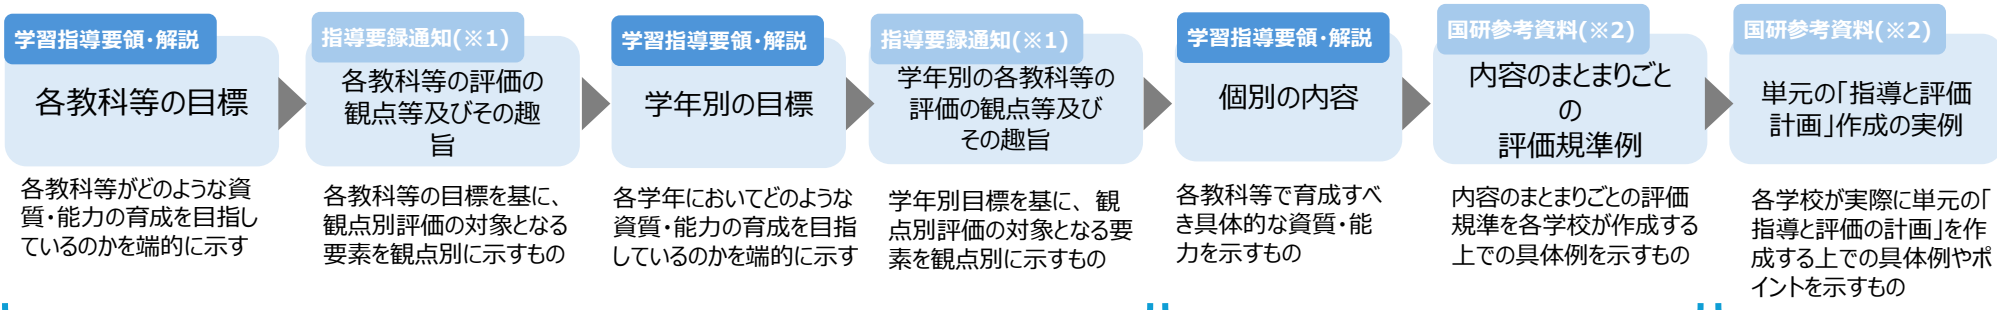 学習指導要領・解説
各教科等の目標
各教科等がどのような資
質・能力の育成を目指し
ているのかを端的に示す
指導要録通知(※1)
各教科等の評価の
観点等及びその趣
旨
各教科等の目標を基に、
観点別評価の対象となる
要素を観点別に示すもの
学習指導要領・解説
学年別の目標
各学年においてどのような
資質・能力の育成を目指
しているのかを端的に示す
指導要録通知(※1)
学年別の各教科等の
評価の観点等及び
その趣旨
学年別目標を基に、観
点別評価の対象となる要
素を観点別に示すもの
学習指導要領・解説
個別の内容
各教科等で育成すべ
き具体的な資質・能
力を示すもの
国研参考資料(※2)
内容のまとまりごと
の
評価規準例
内容のまとまりごとの評価
規準を各学校が作成する
上での具体例を示すもの
国研参考資料(※2)
単元の「指導と評価
計画」作成の実例
各学校が実際に単元の「
指導と評価の計画」を作
成する上での具体例やポ
イントを示すもの